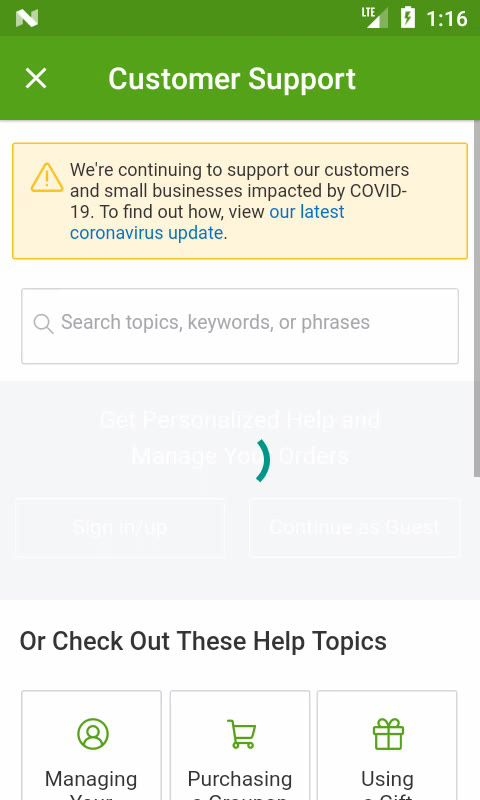 LTE 1:16
Customer Support
We're continuing to support our customers
and small businesses impacted by COVID-
19. To find out how, view our latest
coronavirus update.
Search topics, keywords, or phrases
Get Personalized Help and
Manage Your Orders
Sign in/up Continue as Guest
Or Check Out These Help Topics
Managing Purchasing Using
Your a Groupon a Gift